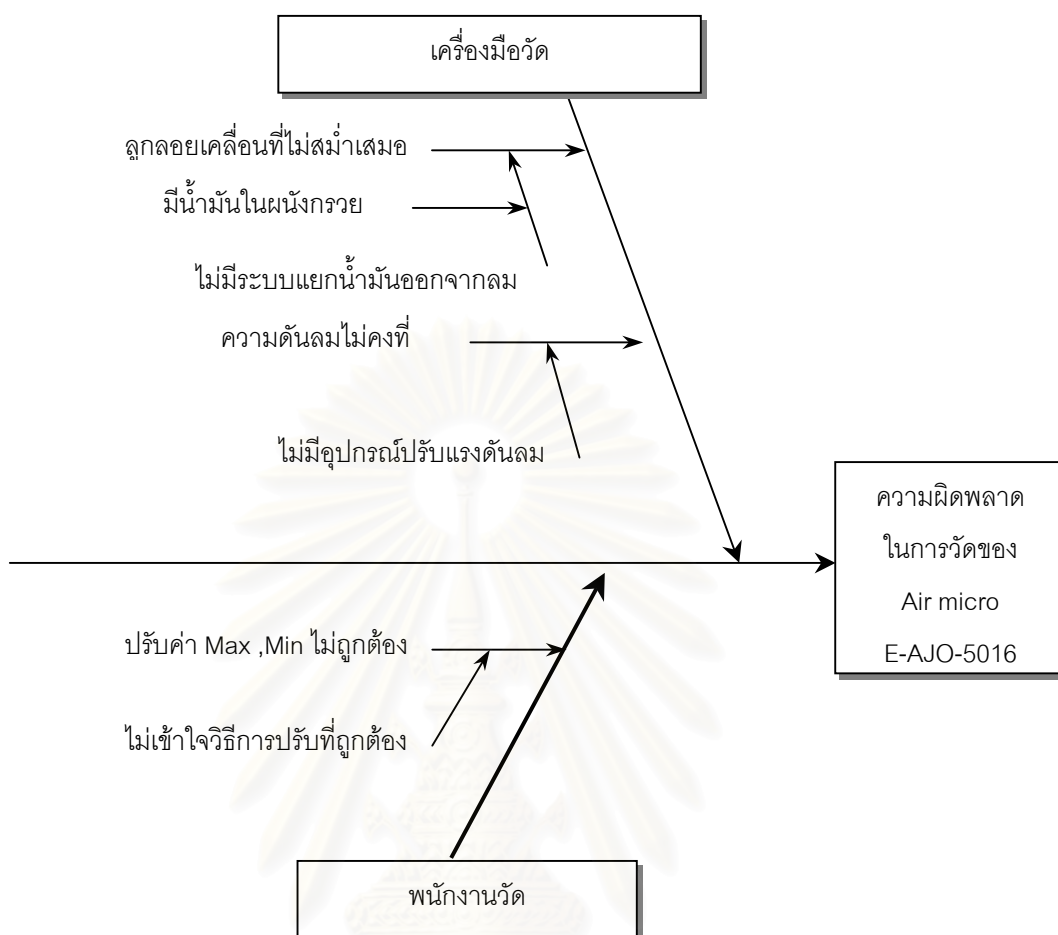 เครื่องมือวัด
ลูกลอยเคลื่อนที่ไม่สม่ำเสมอ
มีน้ำมันในผนังกรวย
ไม่มีระบบแยกน้ำมันออกจากลม
ความดันลมไม่คงที่
ไม่มีอุปกรณ์ปรับแรงดันลม
ความผิดพลาด
ในการวัดของ
Air micro
E-AJO-5016
ปรับค่า Max ,Min ไม่ถูกต้อง
ไม่เข้าใจวิธีการปรับที่ถูกต้อง
พนักงานวัด